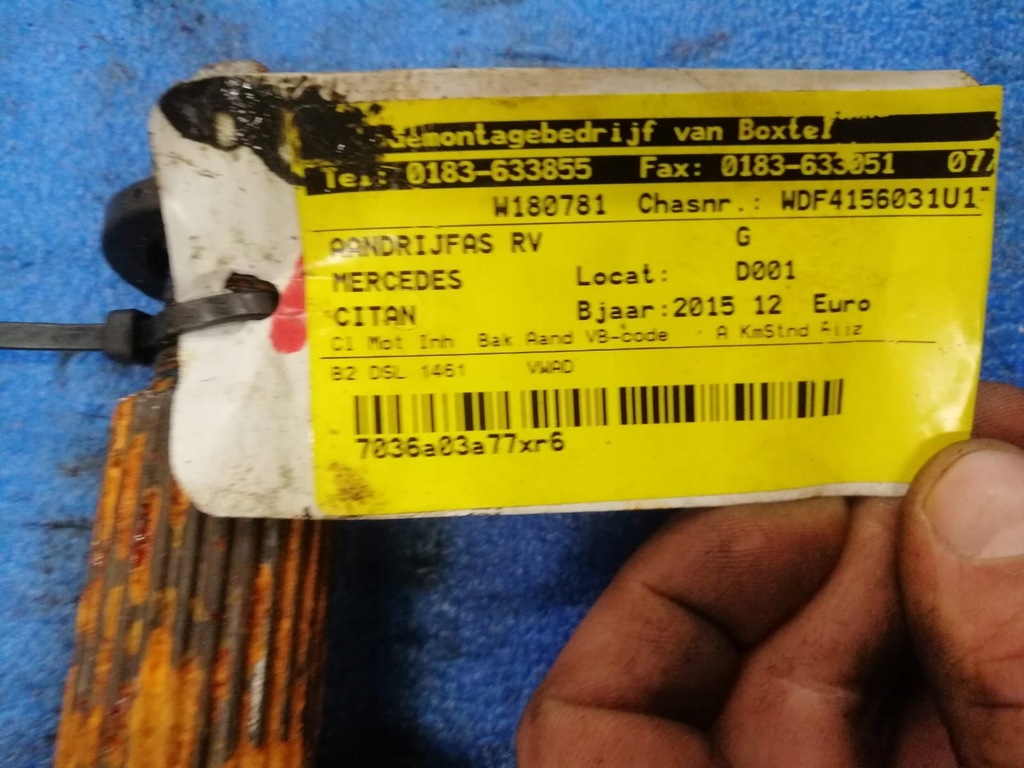 demontagebedrijf van Boxtel
Tel: 0183-633855 Fax: 0183-633051 07/
W180781 Chasnr.: WDF4156031U1
AANDRIJFAS RV G
MERCEDES Locat: D001
CITAN Bjaar:2015 12 Euro
Cl Mot Inh Bak Aand VB-code A KmStnd
B2 DSL 1461 VWAD
7036a03a77xr6